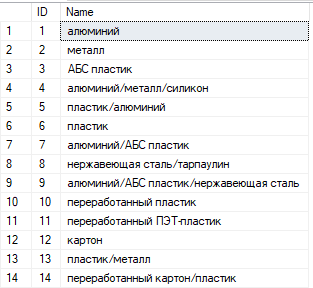 ID Name
1 1 алюминий
2 2 металл
3 3 АБС пластик
4 4 алюминий/металл/силикон
5 5 пластик/алюминий
6 6 пластик
7 7 алюминий/АБС пластик
8 8 нержавеющая сталь/тарпаулин
9 9 алюминий/АБС пластик/нержавеющая сталь
10 10 переработанный пластик
11 11 переработанный ПЭТ-пластик
12 12 картон
13 13 пластик/металл
14 14 переработанный картон/пластик